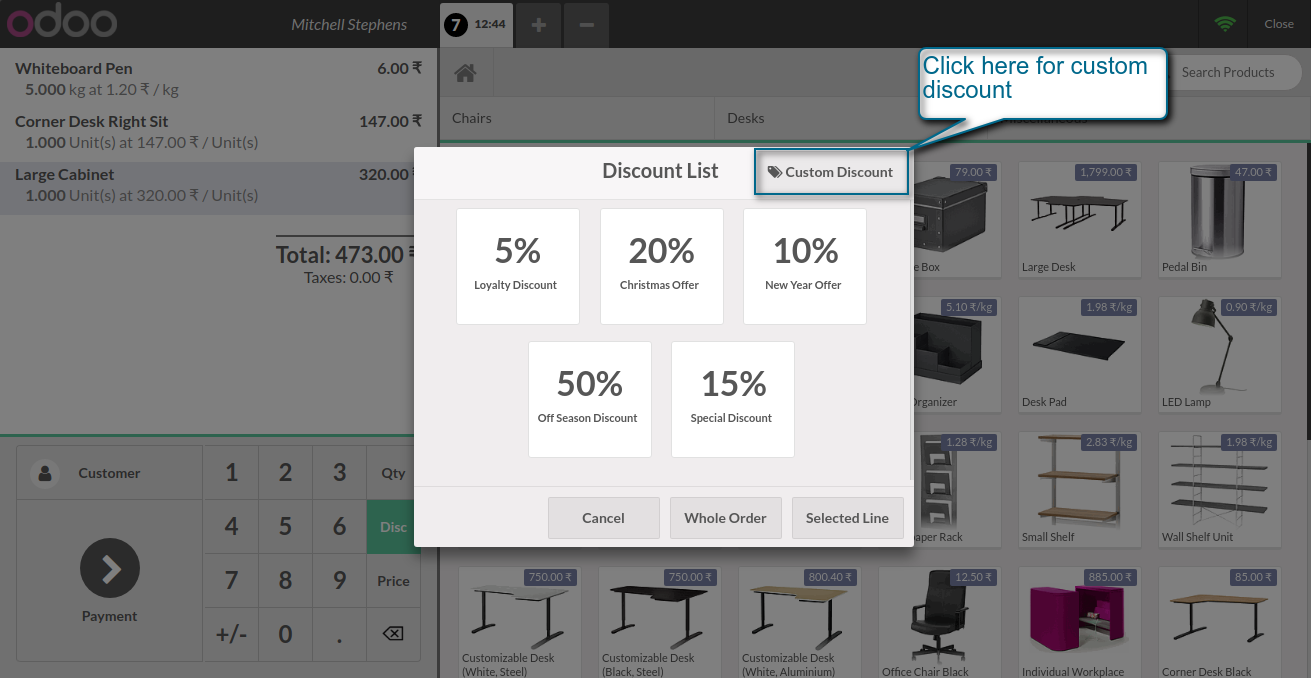 odoo
Mitchell Stephens
7 12:44
Close
Whiteboard Pen 6.00 ₹
5.000 kg at 1.20 ₹ / kg
Corner Desk Right Sit 147.00 ₹
1.000 Unit(s) at 147.00 ₹ / Unit(s)
Large Cabinet 320.00
1.000 Unit(s) at 320.00 ₹ / Unit(s)
Total: 473.00 ₹
Taxes: 0.00 ₹
Click here for custom
discount
Search Products
Chairs Desks
Discount List
Custom Discount
5%
Loyalty Discount
20%
Christmas Offer
10%
New Year Offer
50%
Off Season Discount
15%
Special Discount
Cancel Whole Order Selected Line
Customer
Payment
1 2 3 Qty
4 5 6 Disc
7 8 9 Price
+/- 0 .
79.00 ₹ 1,799.00 ₹ 47.00 ₹
Box Large Desk Pedal Bin
5.10 ₹/kg 1.98 ₹/kg 0.90 ₹/kg
Organizer Desk Pad LED Lamp
1.28 ₹/kg 2.83 ₹/kg 1.98 ₹/kg
Rack Small Shelf Wall Shelf Unit
750.00 ₹ 750.00 ₹ 800.40 ₹ 12.50 ₹ 885.00 ₹ 85.00 ₹
Customizable Desk Customizable Desk Customizable Desk Office Chair Black Individual Workplace Corner Desk Black
(White, Steel) (Black, Steel) (White, Aluminium)